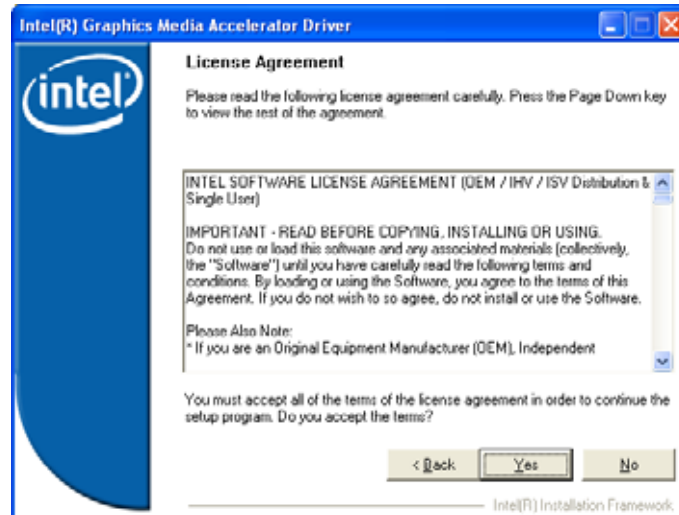 Intel(R) Graphics Media Accelerator Driver
intel
License Agreement
Please read the following license agreement carefully. Press the Page Down key
to view the rest of the agreement.
INTEL SOFTWARE LICENSE AGREEMENT (OEM / IHV / ISV Distribution &
Single User)
IMPORTANT - READ BEFORE COPYING, INSTALLING OR USING.
Do not use or load this software and any associated materials (collectively,
the "Software") until you have carefully read the following terms and
conditions. By loading or using the Software, you agree to the terms of this
Agreement. If you do not wish to so agree, do not install or use the Software.
Please Also Note:
* If you are an Original Equipment Manufacturer (OEM), Independent
You must accept all of the terms of the license agreement in order to continue the
setup program. Do you accept the terms?
< Back Yes No
Intel(R) Installation Framework